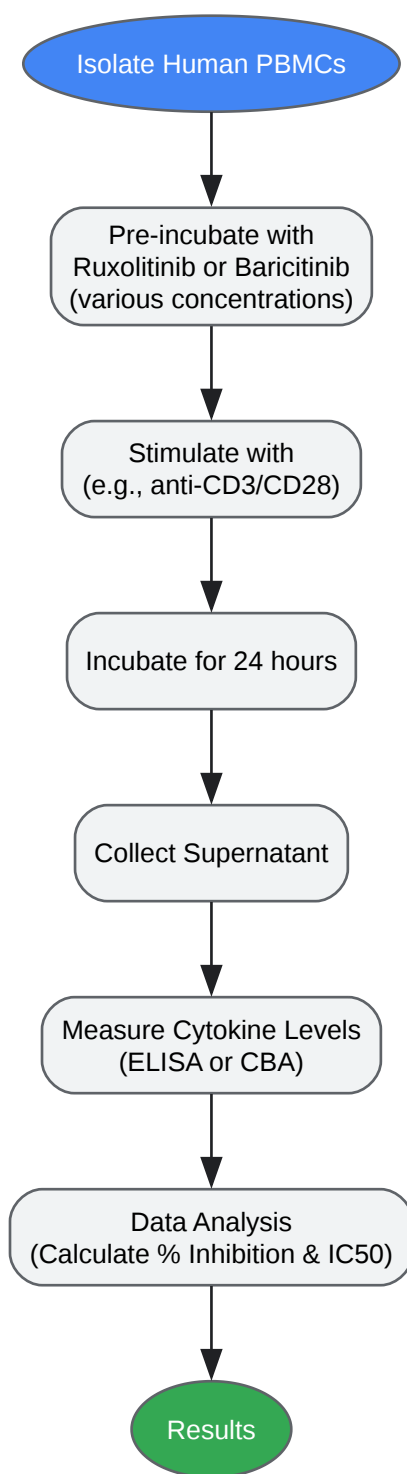 Isolate Human PBMCs
Pre-incubate with
Ruxolitinib or Baricitinib
(various concentrations)
Stimulate with
(e.g., anti-CD3/CD28)
Incubate for 24 hours
Collect Supernatant
Measure Cytokine Levels
(ELISA or CBA)
Data Analysis
(Calculate % Inhibition & IC50)
Results